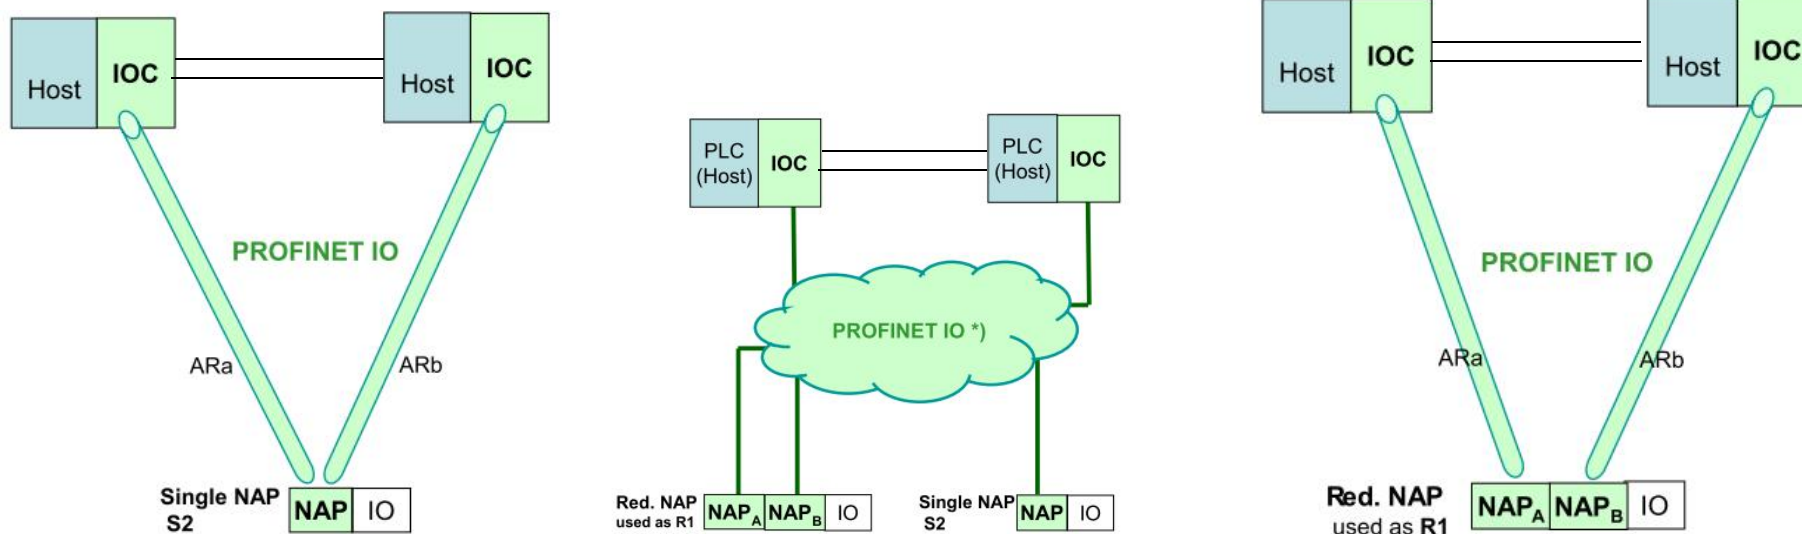 Host
IOC
Host
IOC
PROFINET IO
ARa
ARb
Single NAP
S2
NAP
IO
PLC
(Host)
IOC
PLC
(Host)
IOC
PROFINET IO *)
Red. NAP
used as R1
NAPA
NAPB
IO
Single NAP
S2
NAP
IO
Host
IOC
Host
IOC
PROFINET IO
ARa
ARb
Red. NAP
used as R1
NAPA
NAPB
IO